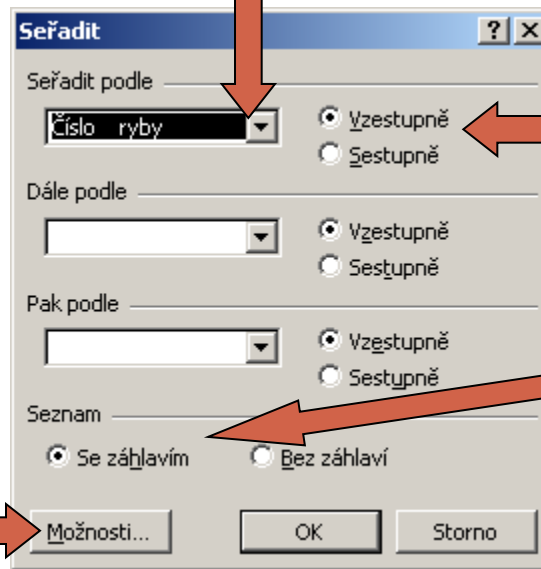 Seřadit
Seřadit podle
Číslo ryby
Vzestupně
Sestupně
Dále podle
Vzestupně
Sestupně
Pak podle
Vzestupně
Sestupně
Seznam
Se záhlavím Bez záhlaví
Možnosti... OK Storno